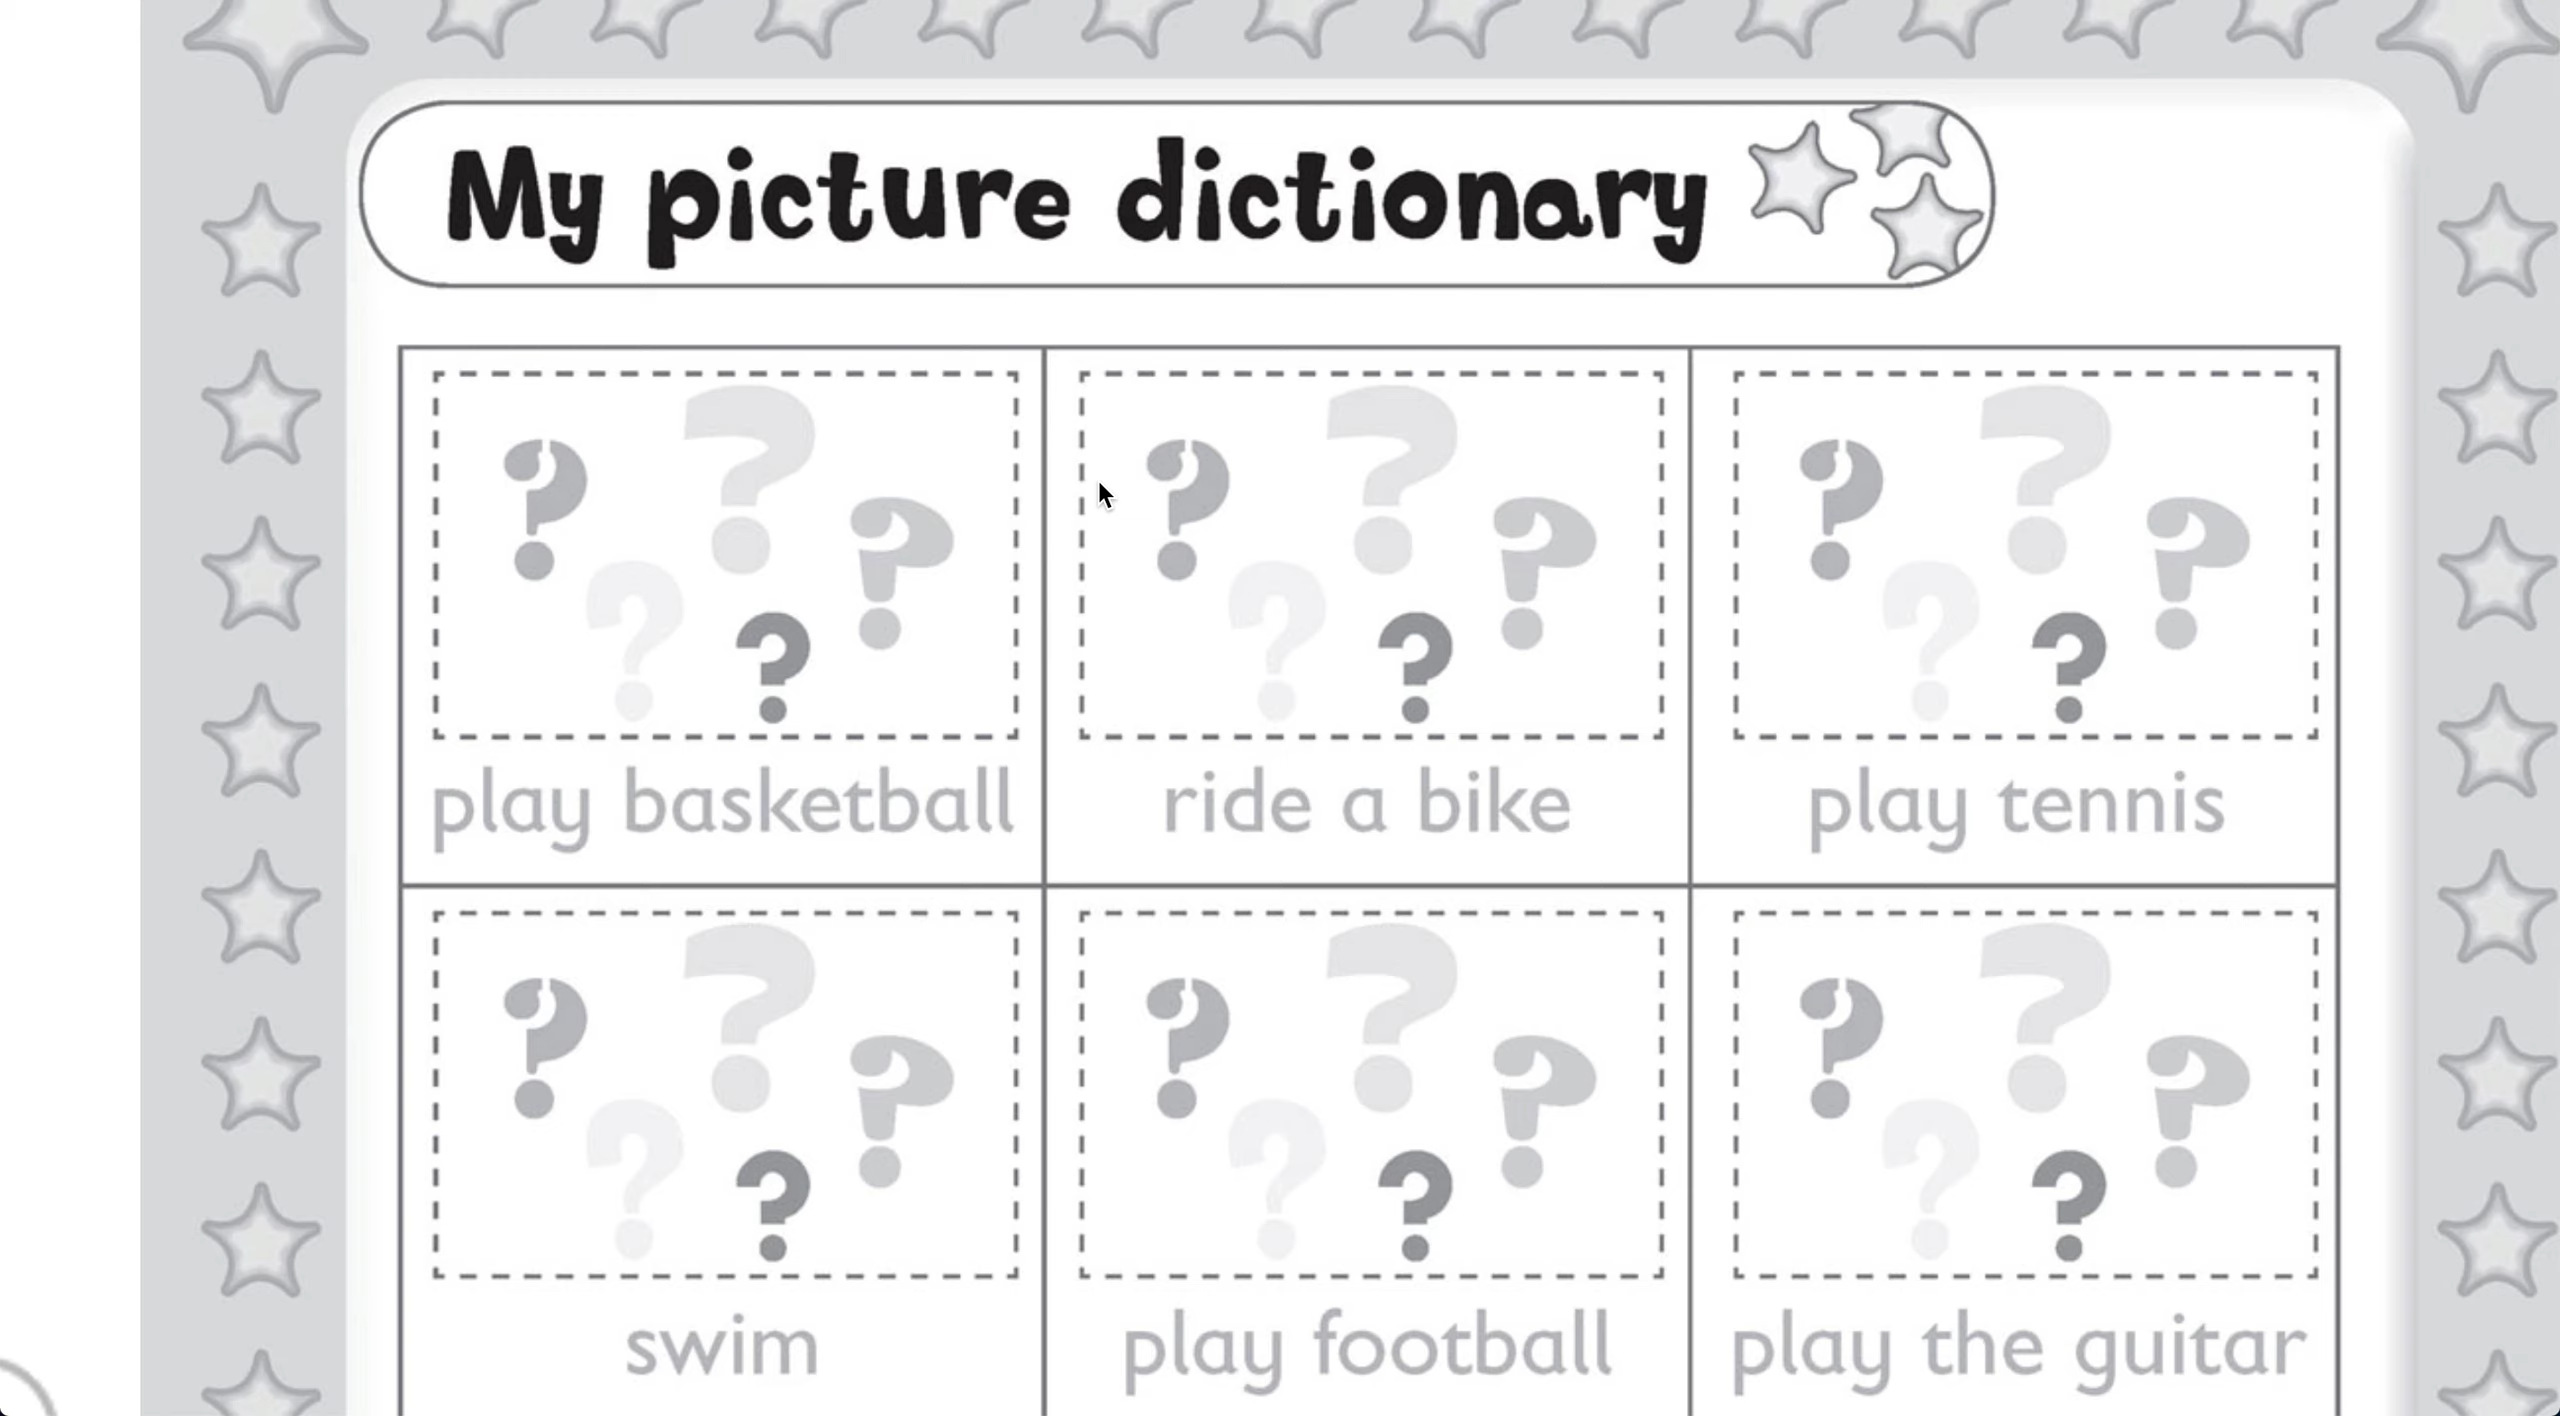 My picture dictionary
play basketball
ride a bike
play tennis
swim
play football
play the guitar